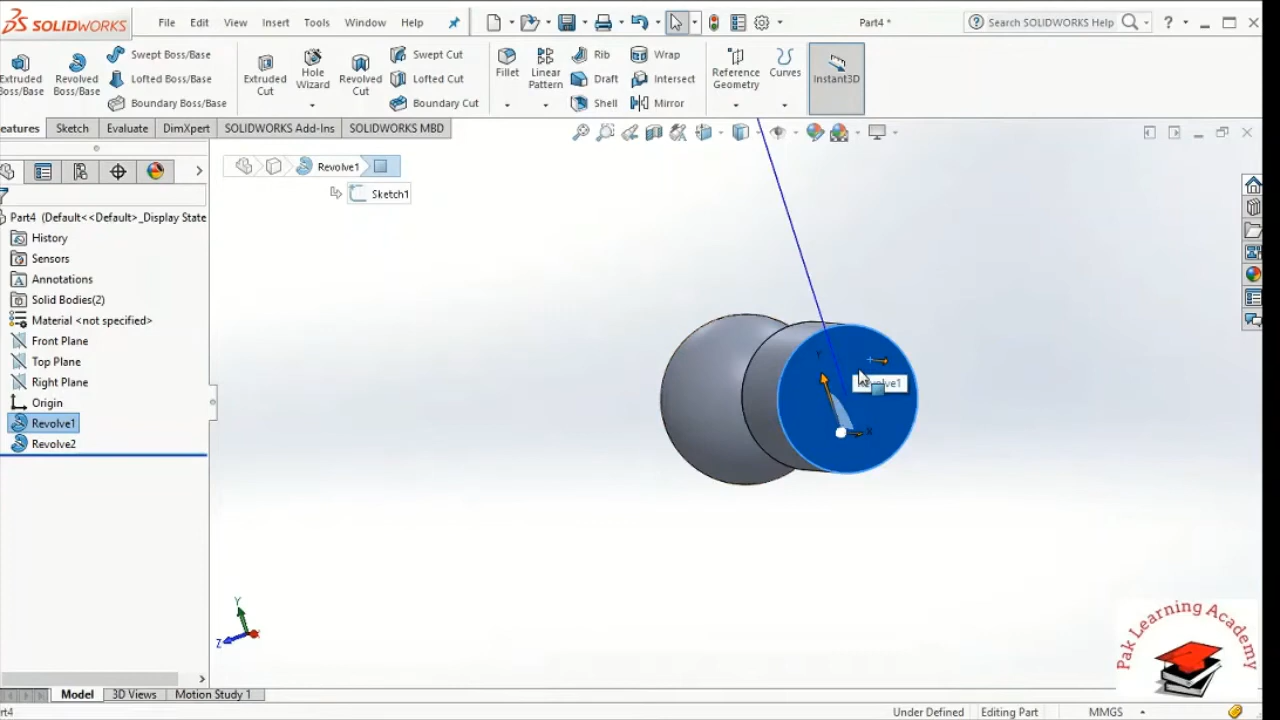 SOLIDWORKS
File Edit View Insert Tools Window Help
Part4 *
Search SOLIDWORKS Help
?
Extruded Boss/Base
Revolved Boss/Base
Swept Boss/Base
Lofted Boss/Base
Boundary Boss/Base
Extruded Cut
Hole Wizard
Revolved Cut
Swept Cut
Lofted Cut
Boundary Cut
Fillet
Linear Pattern
Rib
Draft
Shell
Wrap
Intersect
Mirror
Reference Geometry
Curves
Instant3D
eatures Sketch Evaluate DimXpert SOLIDWORKS Add-Ins SOLIDWORKS MBD
Revolve1
Sketch1
Part4 (Default<<Default>_Display State
History
Sensors
Annotations
Solid Bodies(2)
Material <not specified>
Front Plane
Top Plane
Right Plane
Origin
Revolve1
Revolve2
Y
X
Y
Z
Pak Learning Academy
Model 3D Views Motion Study 1
rt4
Under Defined Editing Part MMGS